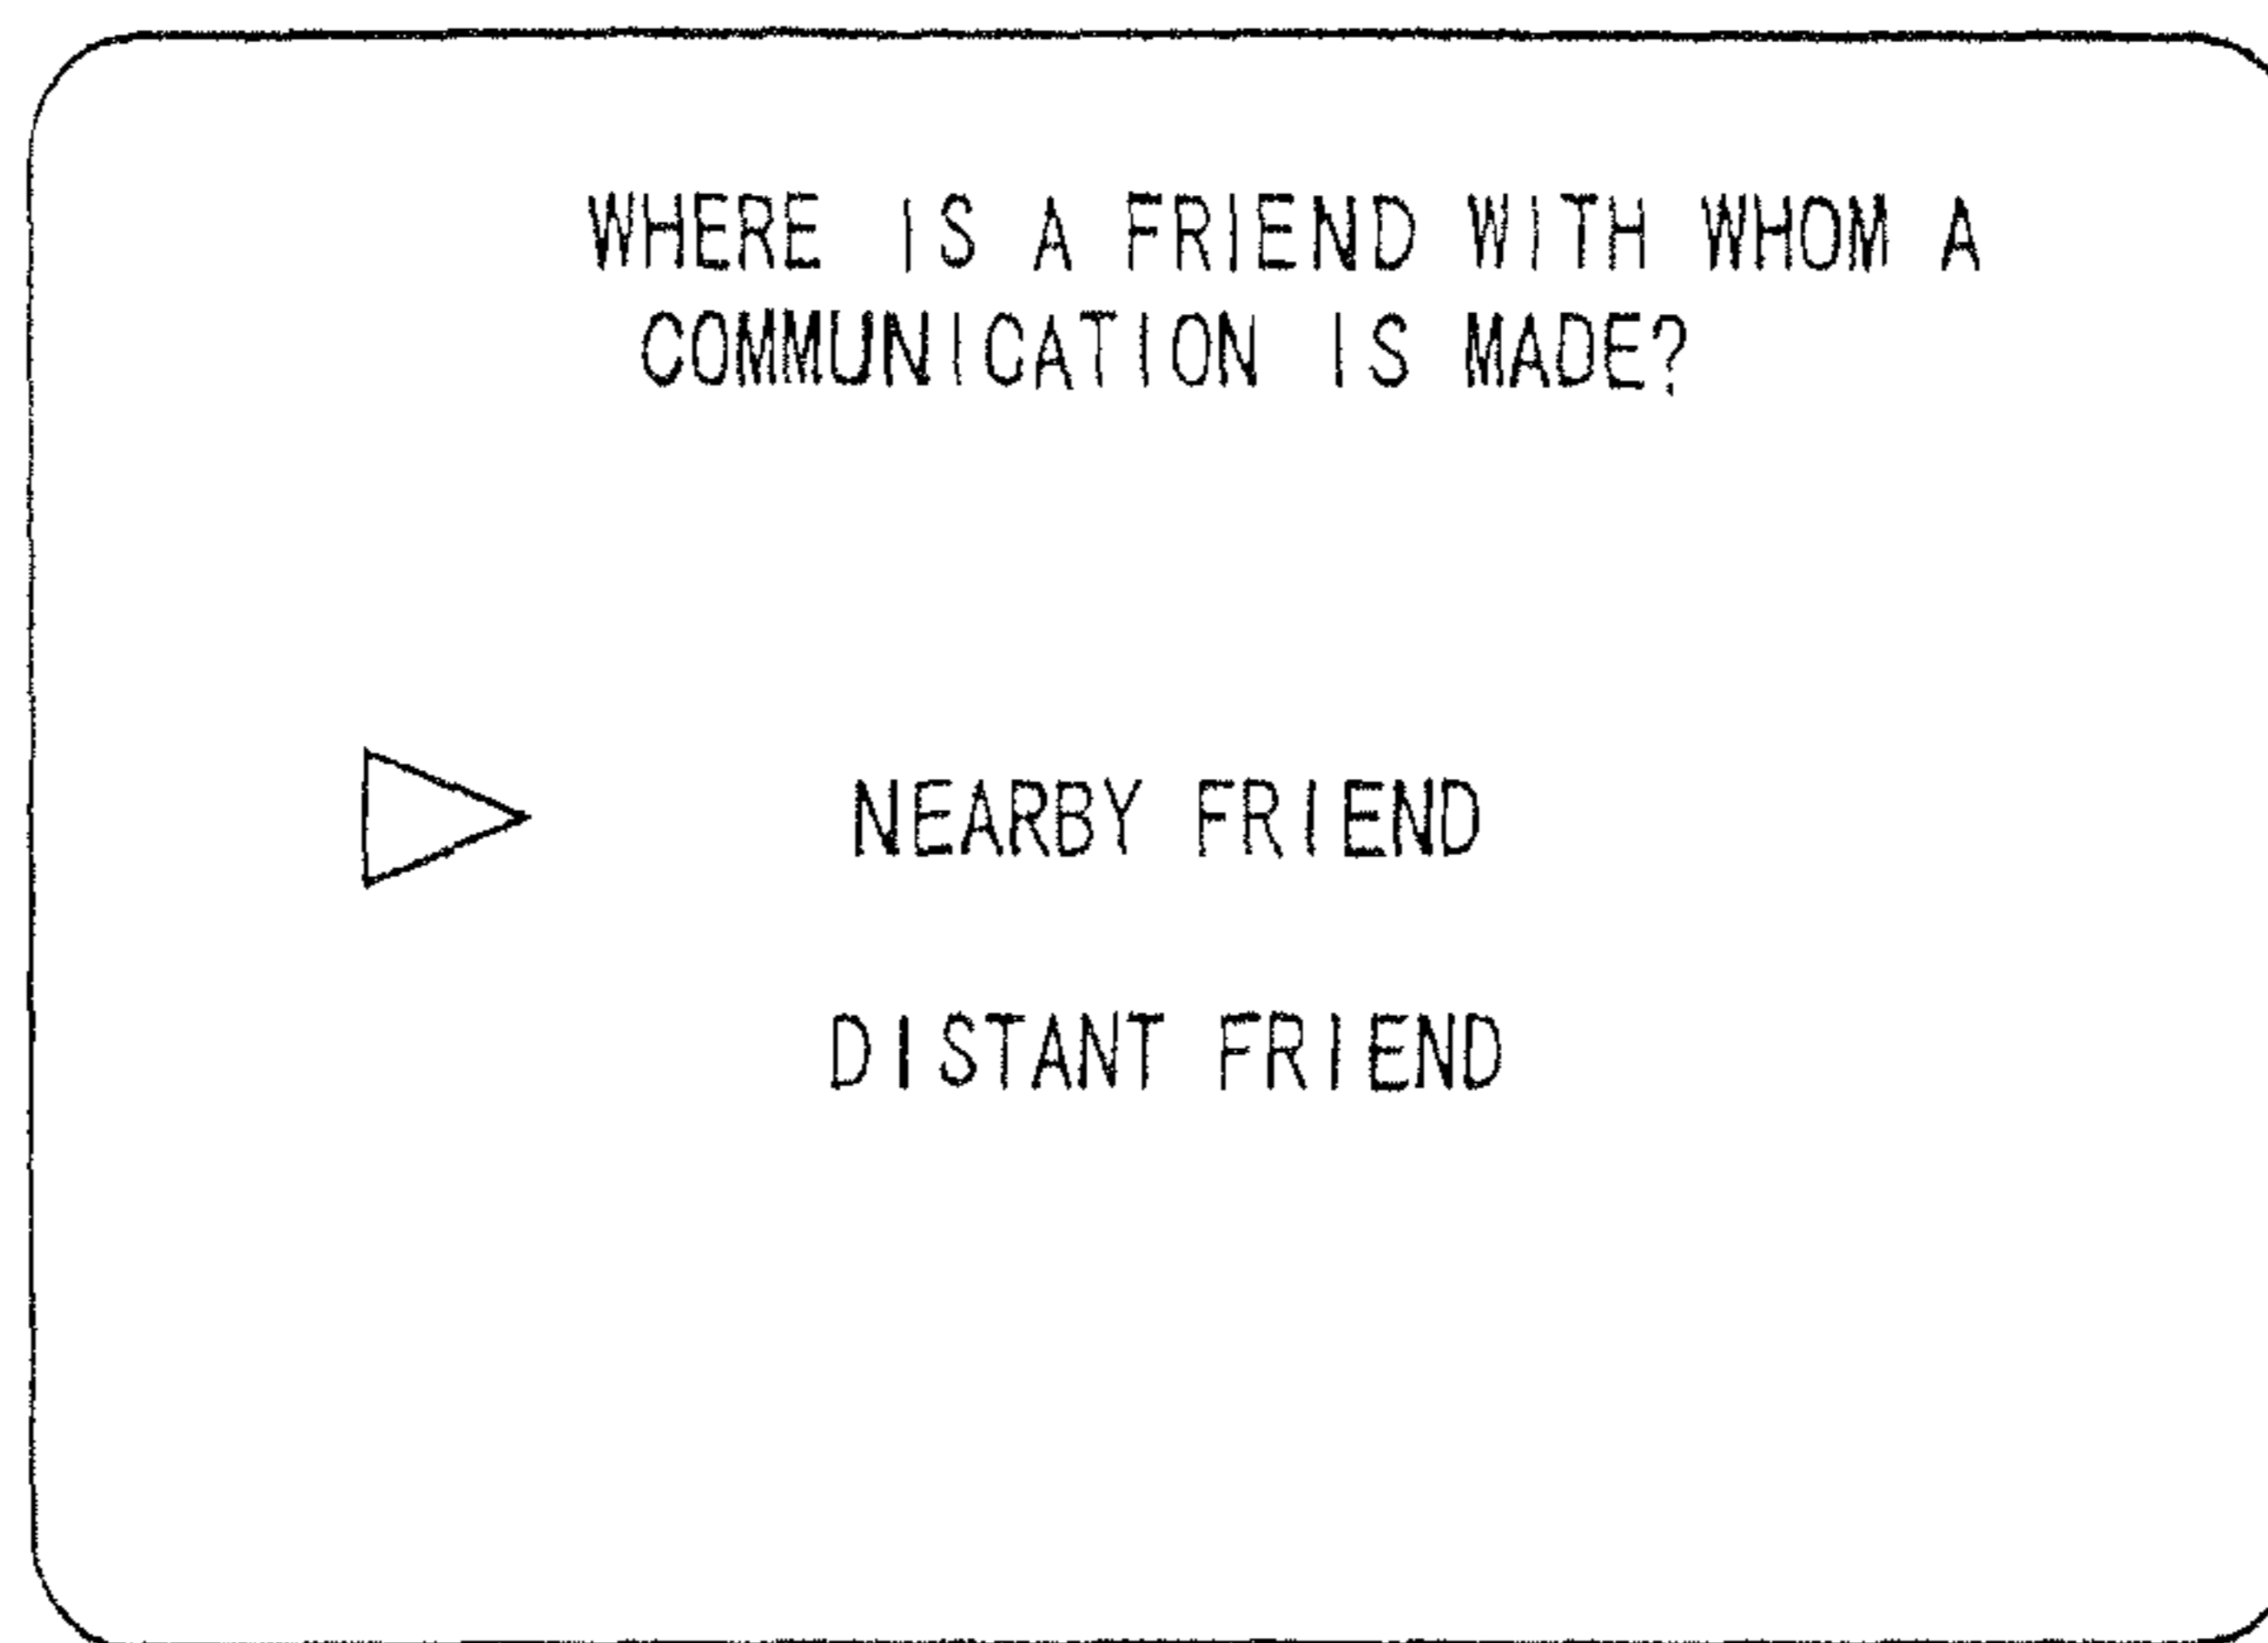 WHERE IS A FRIEND WITH WHOM A
COMMUNICATION IS MADE?
NEARBY FRIEND
DISTANT FRIEND